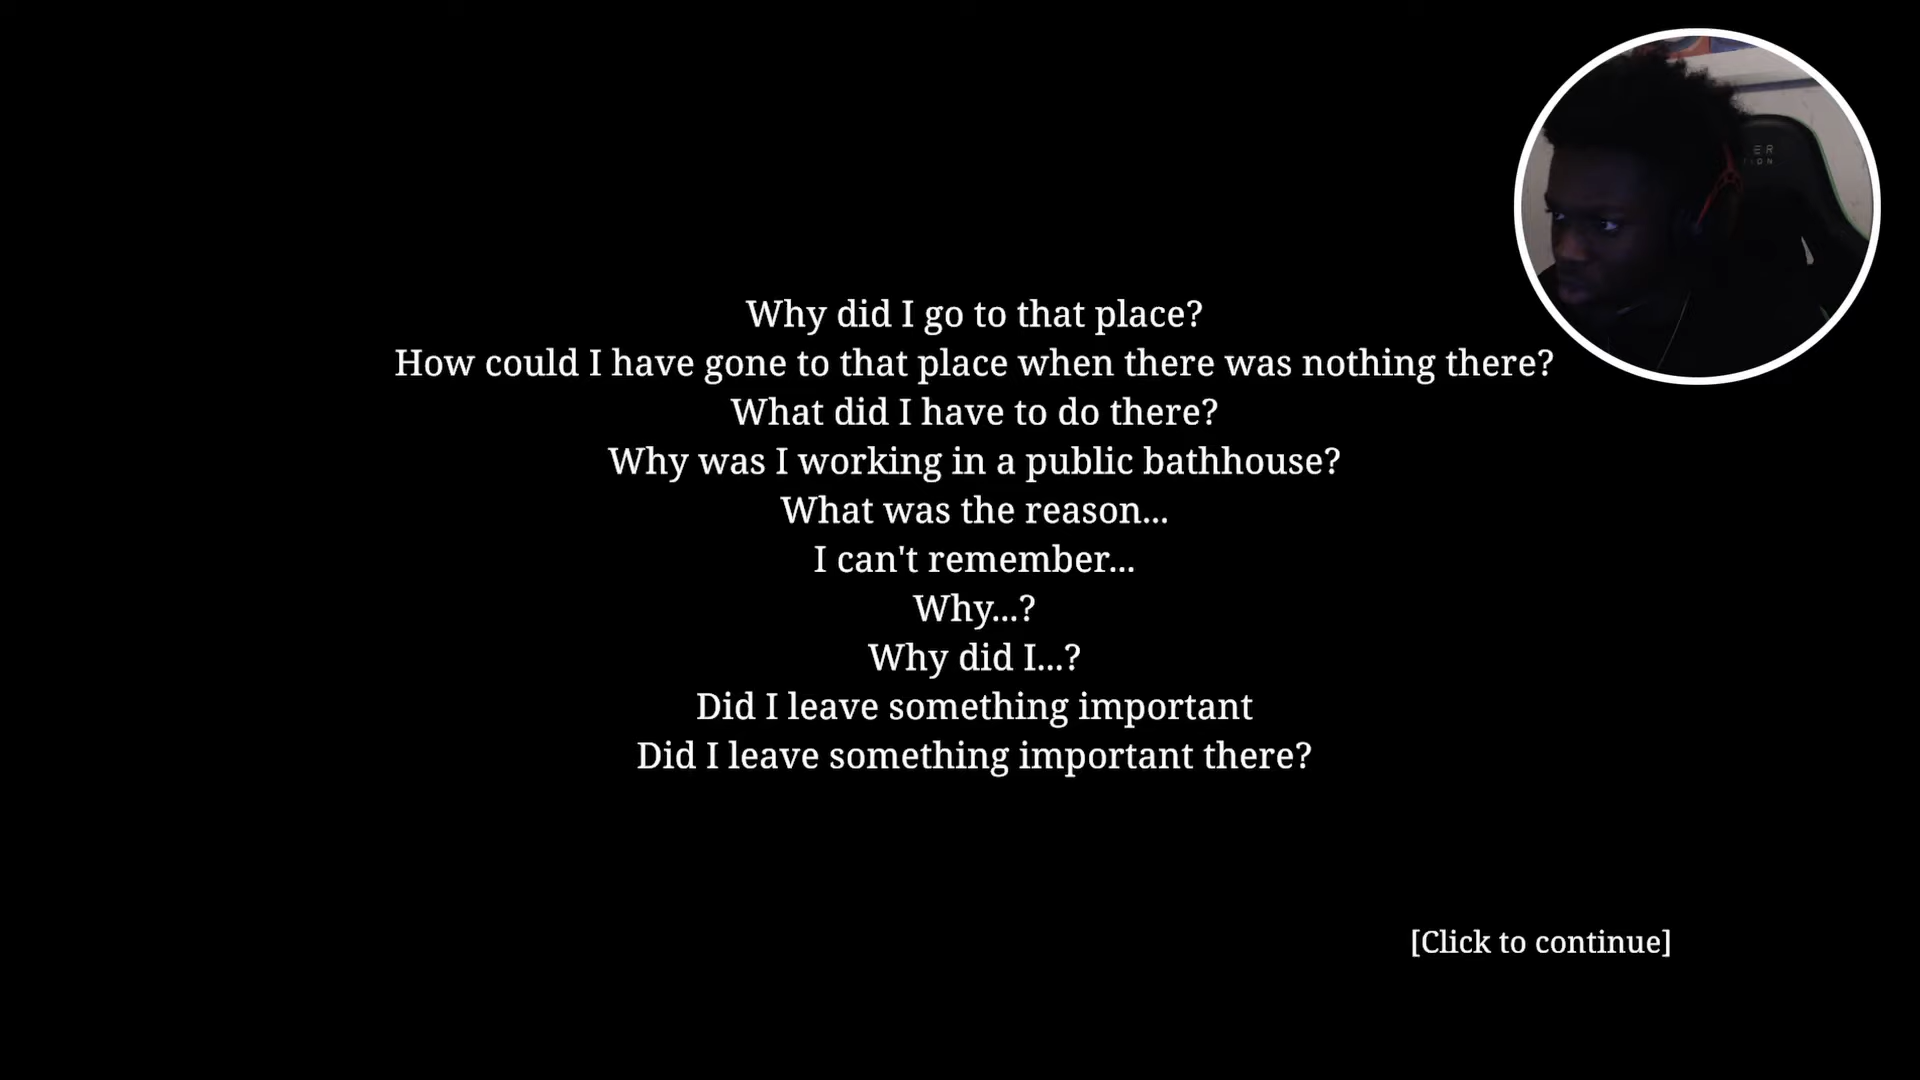 Why did I go to that place?
How could I have gone to that place when there was nothing there?
What did I have to do there?
Why was I working in a public bathhouse?
What was the reason...
I can't remember...
Why...?
Why did I...?
Did I leave something important
Did I leave something important there?
[Click to continue]